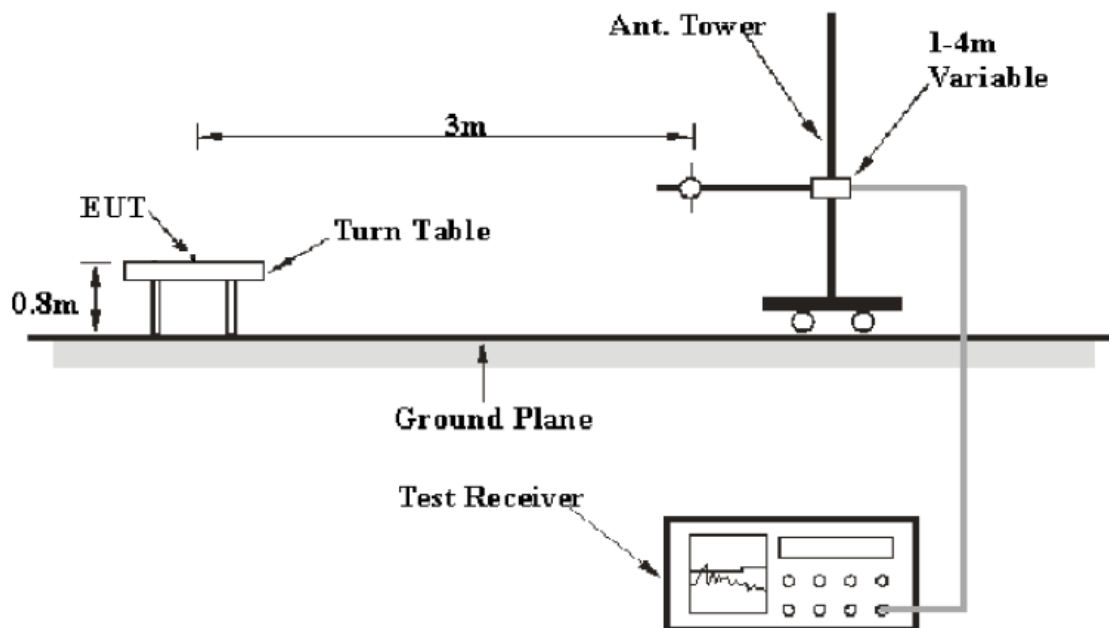 Ant. Tower
1-4m
Variable
3m
EUT
Turn Table
0.8m
Ground Plane
Test Receiver